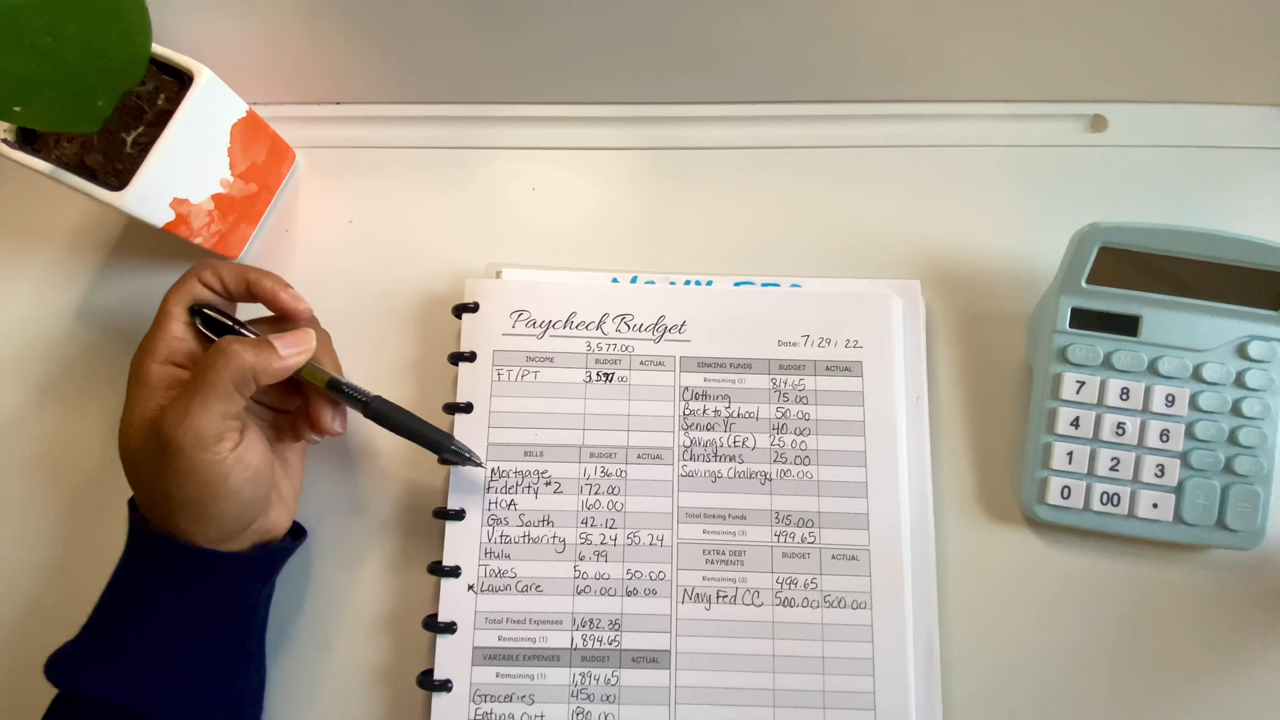 Paycheck Budget
3,577.00
Date: 7/29/22
INCOME BUDGET ACTUAL
FT/PT 3,577.00
BILLS BUDGET ACTUAL
Mortgage 1,136.00
Fidelity #2 172.00
HOA 160.00
Gas South 42.12
Vitauthority 55.24 55.24
Hulu 6.99
Taxes 50.00 50.00
Lawn Care 60.00 60.00
Total Fixed Expenses 1,682.35
Remaining (1) 1,894.65
VARIABLE EXPENSES BUDGET ACTUAL
Remaining (1) 1,894.65
Groceries 450.00
Eating Out 180.00
SINKING FUNDS BUDGET ACTUAL
Remaining (2) 814.65
Clothing 75.00
Back to School 50.00
Senior Yr 40.00
Savings (ER) 25.00
Christmas 25.00
Savings Challenge 100.00
Total Sinking Funds 315.00
Remaining (3) 499.65
EXTRA DEBT PAYMENTS BUDGET ACTUAL
Remaining (3) 499.65
Navy Fed CC 500.00 500.00
7 8 9
4 5 6
1 2 3
0 00 •